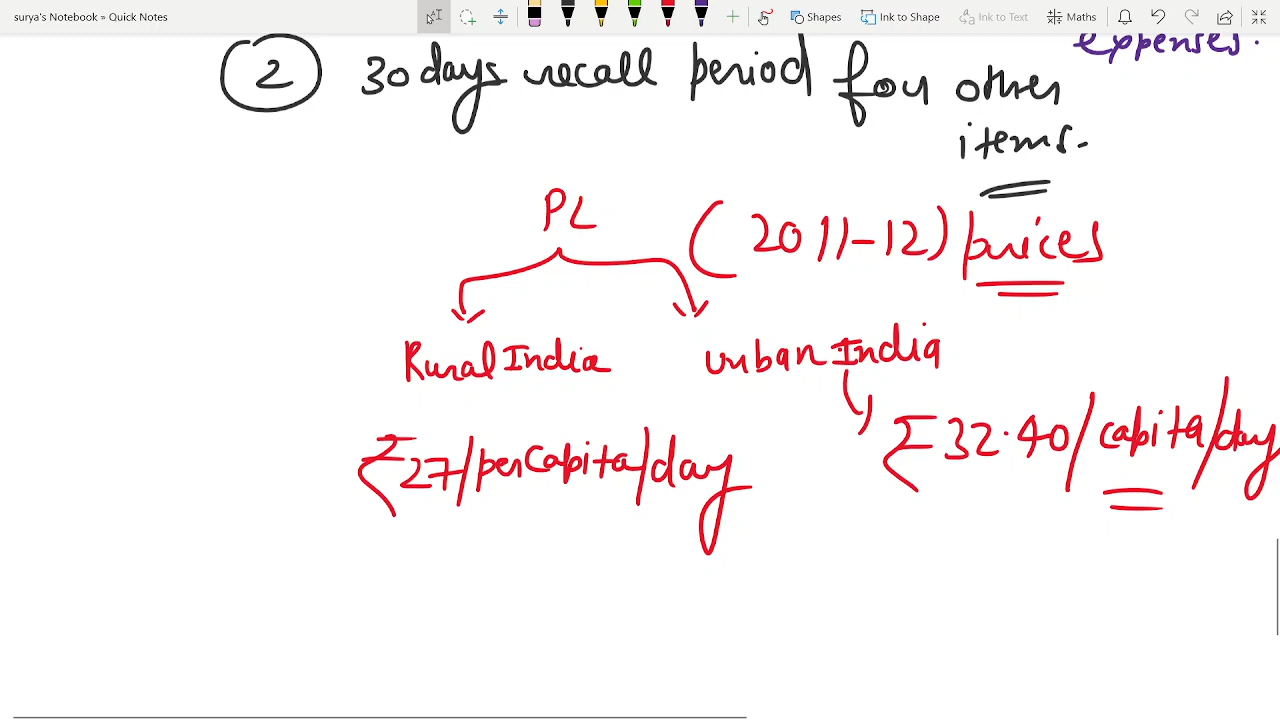 surya's Notebook » Quick Notes
Shapes Ink to Shape Ink to Text Maths
expenses.
2 30 days recall period for other
items.
PL (2011-12) prices
Rural India urban India
₹27/per capita/day ₹32.40/capita/day